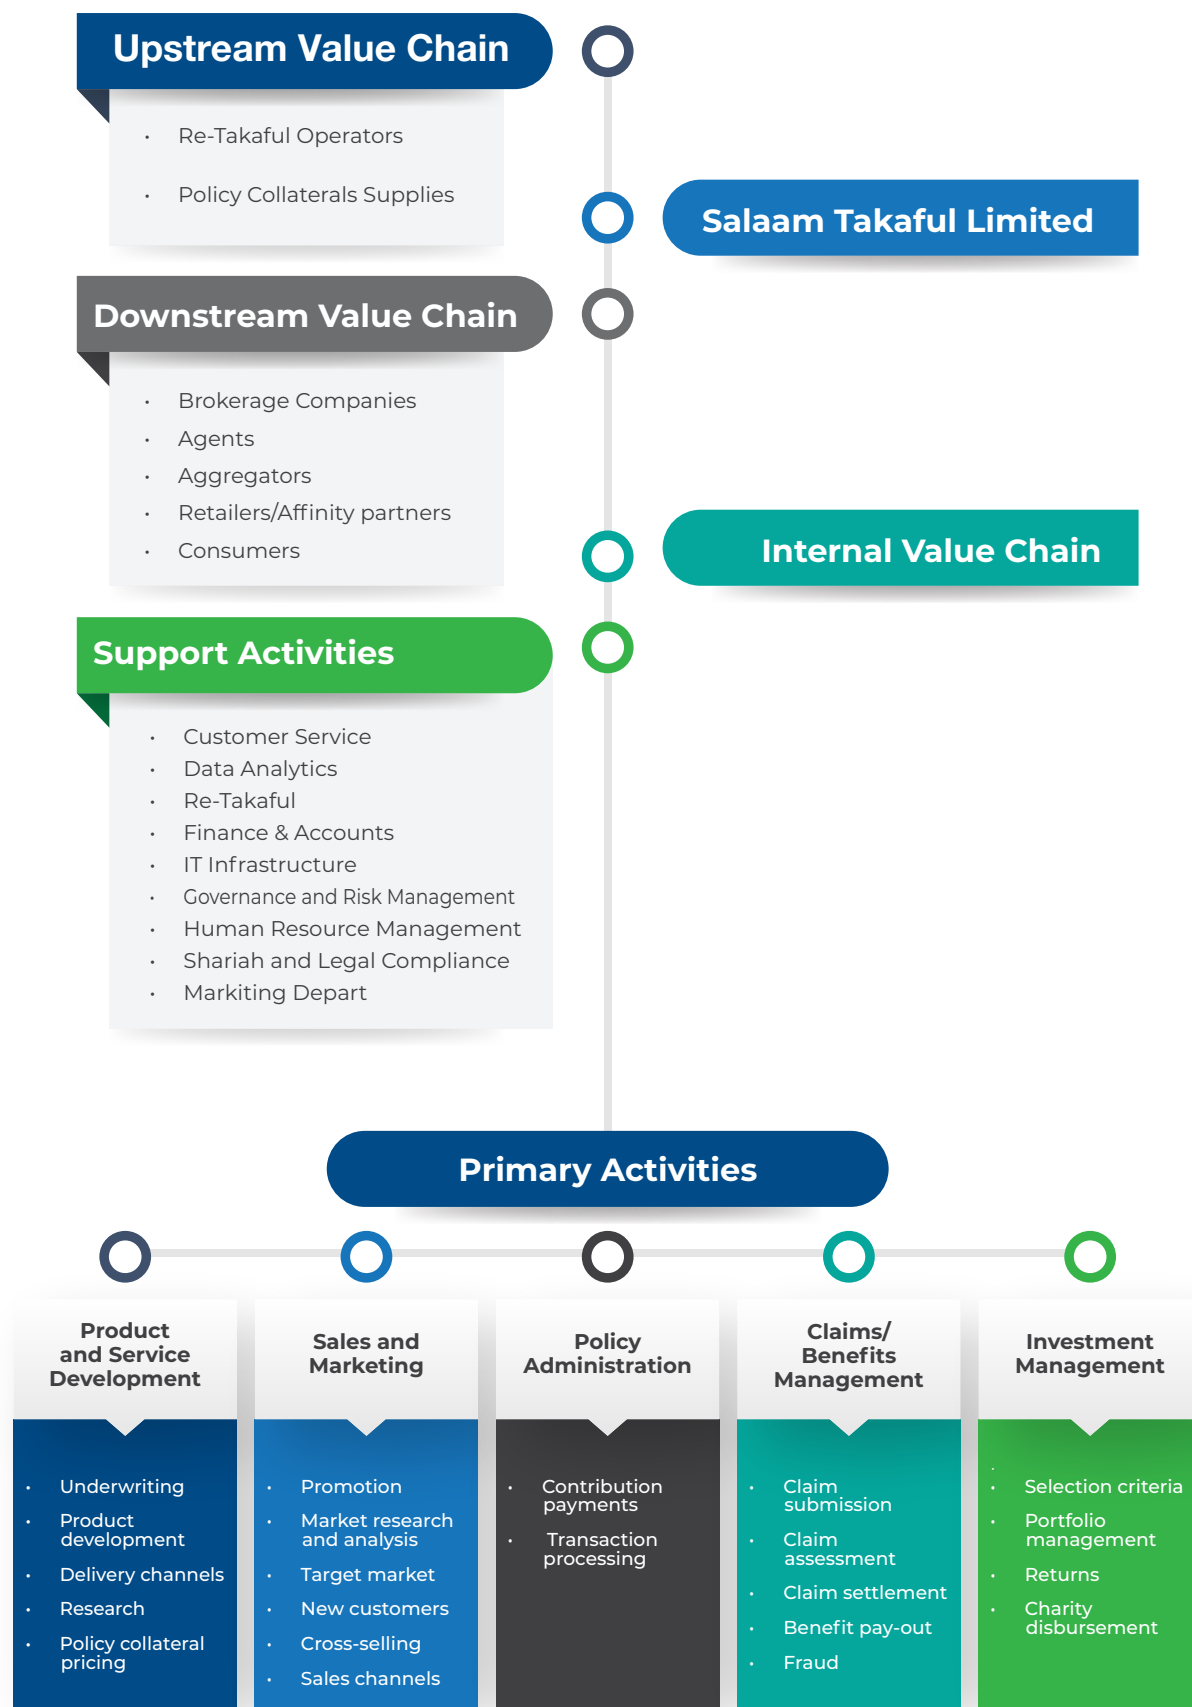 Upstream Value Chain
• Re-Takaful Operators
• Policy Collaterals Supplies
Salaam Takaful Limited
Downstream Value Chain
• Brokerage Companies
• Agents
• Aggregators
• Retailers/Affinity partners
• Consumers
Internal Value Chain
Support Activities
• Customer Service
• Data Analytics
• Re-Takaful
• Finance & Accounts
• IT Infrastructure
• Governance and Risk Management
• Human Resource Management
• Shariah and Legal Compliance
• Markiting Depart
Primary Activities
Product
and Service
Development
• Underwriting
• Product
development
• Delivery channels
• Research
• Policy collateral
pricing
Sales and
Marketing
• Promotion
• Market research
and analysis
• Target market
• New customers
• Cross-selling
• Sales channels
Policy
Administration
• Contribution
payments
• Transaction
processing
Claims/
Benefits
Management
• Claim
submission
• Claim
assessment
• Claim settlement
• Benefit pay-out
• Fraud
Investment
Management
• Selection criteria
• Portfolio
management
• Returns
• Charity
disbursement